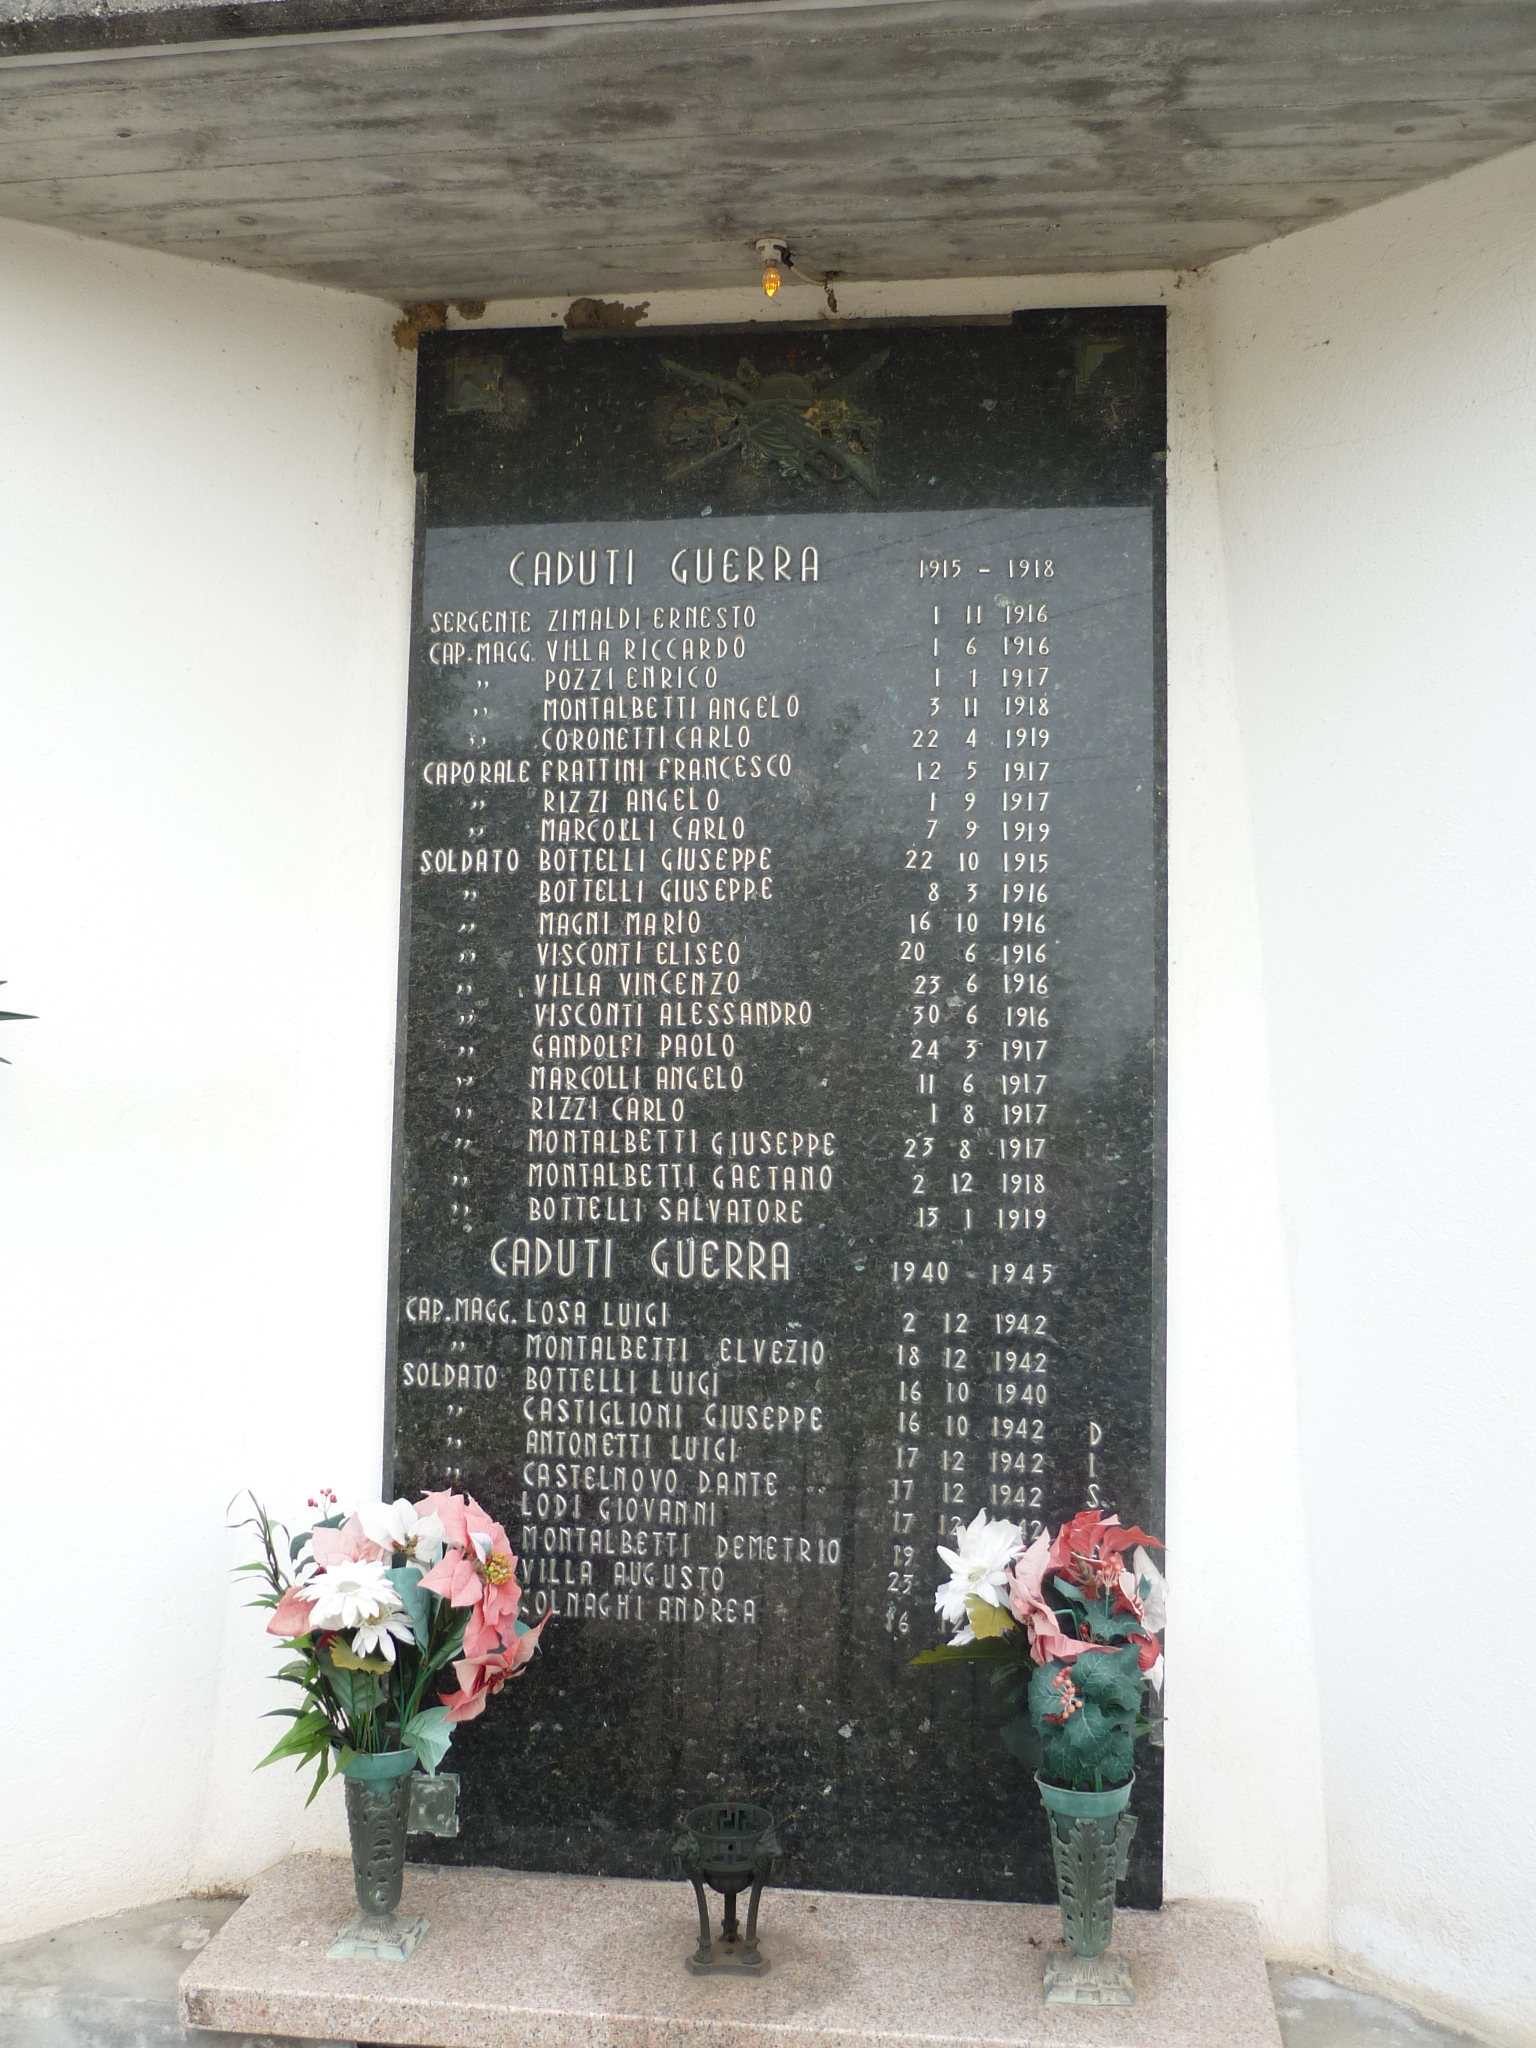 CADUTI GUERRA 1915 - 1918
SERGENTE ZIMALDI ERNESTO 1 11 1916
CAP. MAGG. VILLA RICCARDO 1 6 1916
,, POZZI ENRICO 1 1 1917
,, MONTALBETTI ANGELO 3 11 1918
,, CORONETTI CARLO 22 4 1919
CAPORALE FRATTINI FRANCESCO 12 5 1917
,, RIZZI ANGELO 1 9 1917
,, MARCOLLI CARLO 7 9 1919
SOLDATO BOTTELLI GIUSEPPE 22 10 1915
,, BOTTELLI GIUSEPPE 8 3 1916
,, MAGNI MARIO 16 10 1916
,, VISCONTI ELISEO 20 6 1916
,, VILLA VINCENZO 23 6 1916
,, VISCONTI ALESSANDRO 30 6 1916
,, GANDOLFI PAOLO 24 3 1917
,, MARCOLLI ANGELO 11 6 1917
,, RIZZI CARLO 1 8 1917
,, MONTALBETTI GIUSEPPE 23 8 1917
,, MONTALBETTI GAETANO 2 12 1918
,, BOTTELLI SALVATORE 13 1 1919
CADUTI GUERRA 1940 1945
CAP. MAGG. LOSA LUIGI 2 12 1942
,, MONTALBETTI ELVEZIO 18 12 1942
SOLDATO BOTTELLI LUIGI 16 10 1940
,, CASTIGLIONI GIUSEPPE 16 10 1942 D
,, ANTONETTI LUIGI 17 12 1942 I
,, CASTELNOVO DANTE 17 12 1942 S.
LODI GIOVANNI 17 12
MONTALBETTI DEMETRIO 19
VILLA AUGUSTO 23
ANDREA 16